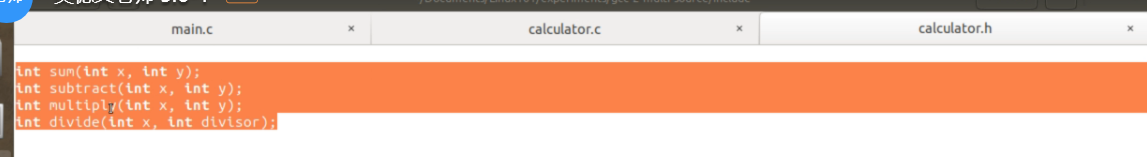 main.c × calculator.c × calculator.h ×
int sum(int x, int y);
int subtract(int x, int y);
int multiply(int x, int y);
int divide(int x, int divisor);